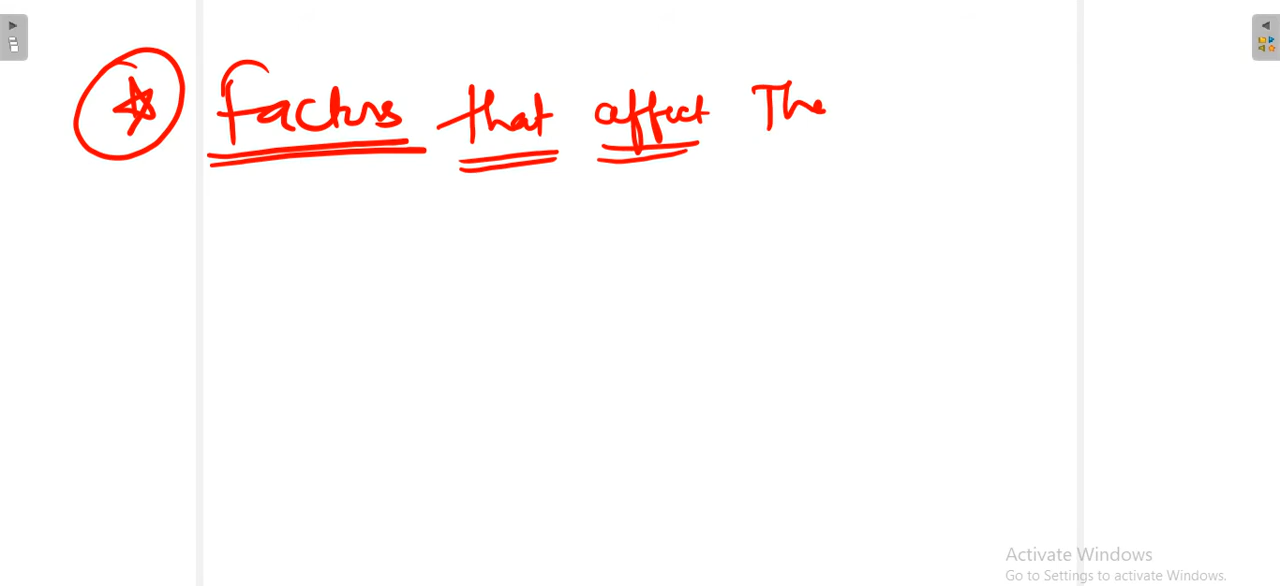 Factors that affect The
Activate Windows
Go to Settings to activate Windows.